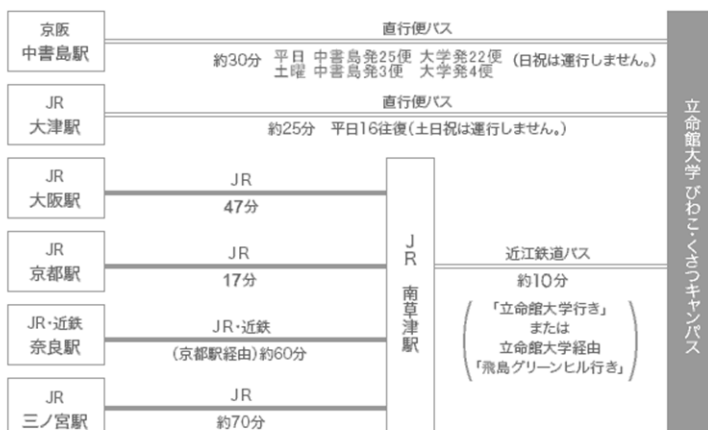 京阪
中書島駅
直行便バス
約30分 平日 中書島発25便 大学発22便 (日祝は運行しません。)
土曜 中書島発3便 大学発4便
JR
大津駅
直行便バス
約25分 平日16往復(土日祝は運行しません。)
JR
大阪駅
JR
47分
JR
京都駅
JR
17分
JR・近鉄
奈良駅
JR・近鉄
(京都駅経由)約60分
JR
三ノ宮駅
JR
約70分
JR 南草津駅
近江鉄道バス
約10分
「立命館大学行き」
または
立命館大学経由
「飛島グリーンヒル行き」
立命館大学 びわこ・くさつキャンパス